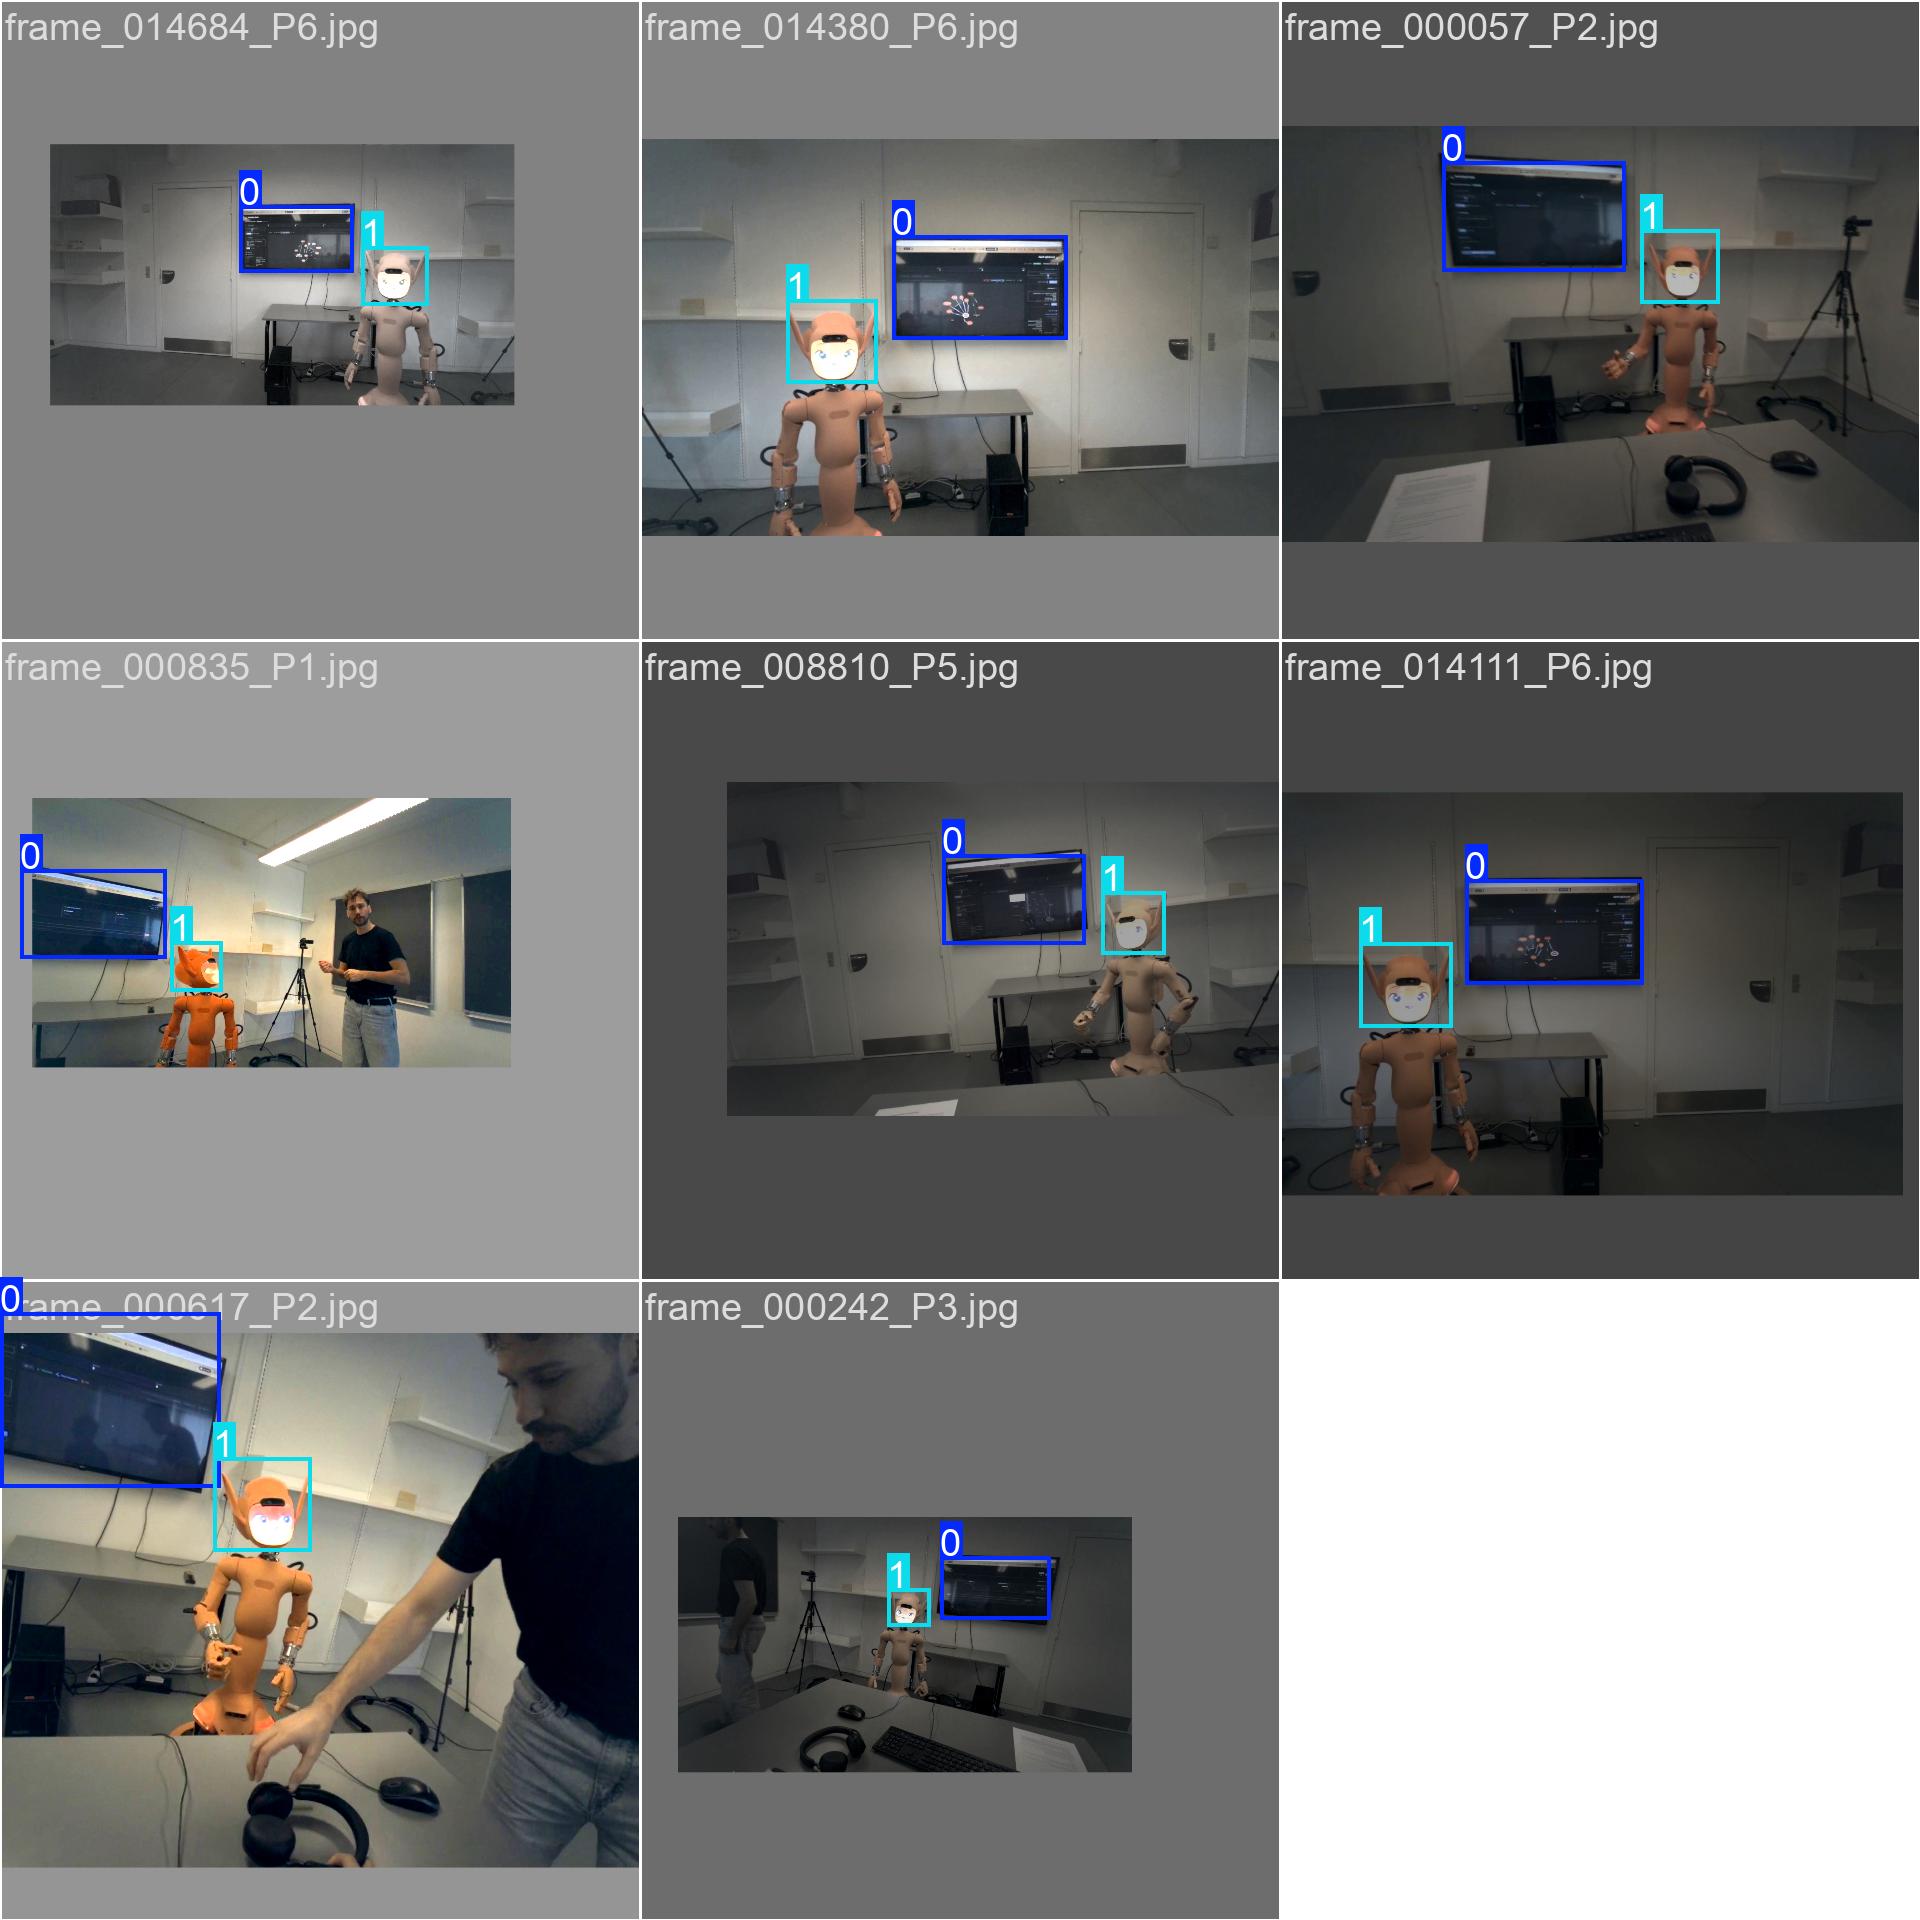 frame_014684_P6.jpg
0
1
frame_014380_P6.jpg
0
1
frame_000057_P2.jpg
0
1
frame_000835_P1.jpg
0
1
frame_008810_P5.jpg
0
1
frame_014111_P6.jpg
0
1
frame_000617_P2.jpg
0
1
frame_000242_P3.jpg
0
1